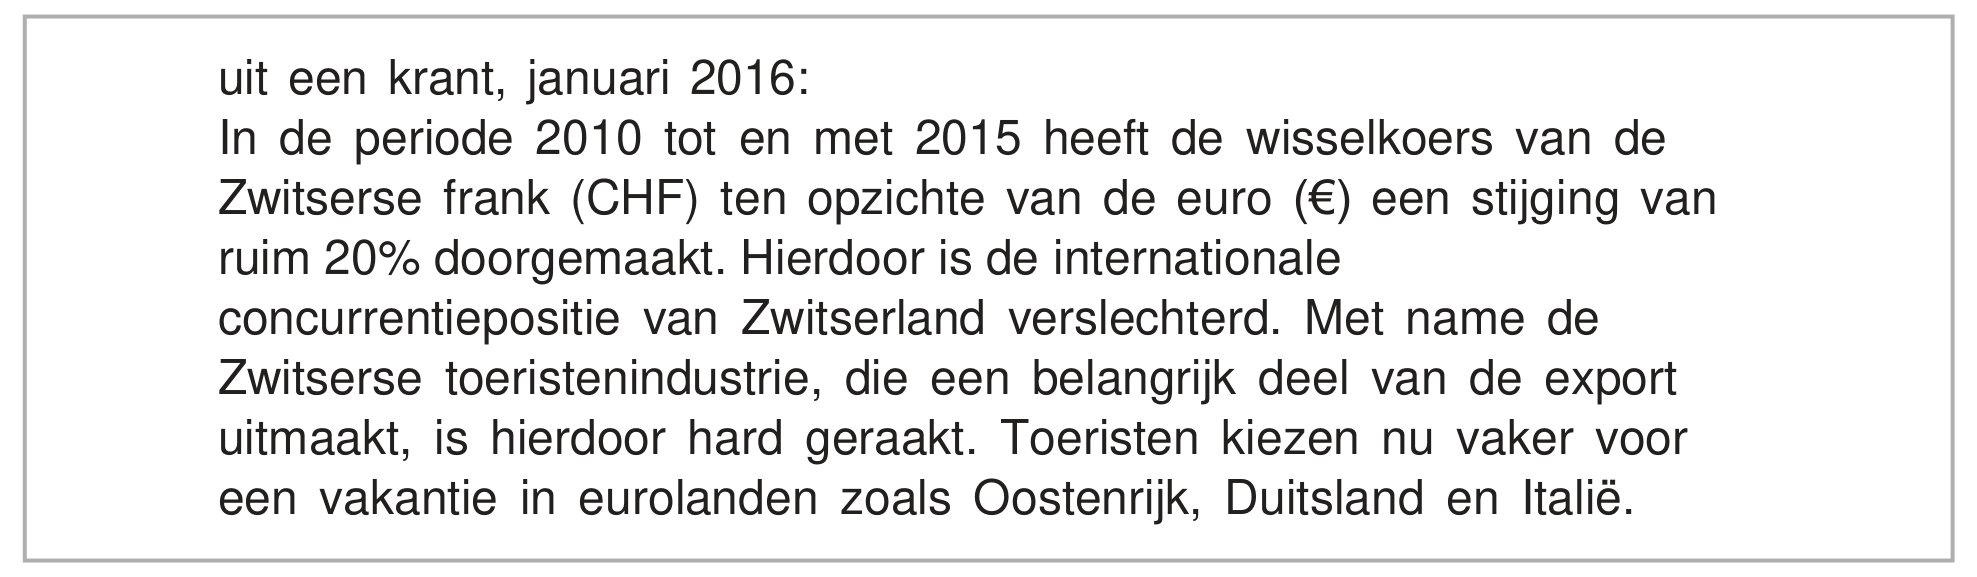 uit een krant, januari 2016:
In de periode 2010 tot en met 2015 heeft de wisselkoers van de
Zwitserse frank (CHF) ten opzichte van de euro (€) een stijging van
ruim 20% doorgemaakt. Hierdoor is de internationale
concurrentiepositie van Zwitserland verslechterd. Met name de
Zwitserse toeristenindustrie, die een belangrijk deel van de export
uitmaakt, is hierdoor hard geraakt. Toeristen kiezen nu vaker voor
een vakantie in eurolanden zoals Oostenrijk, Duitsland en Italië.